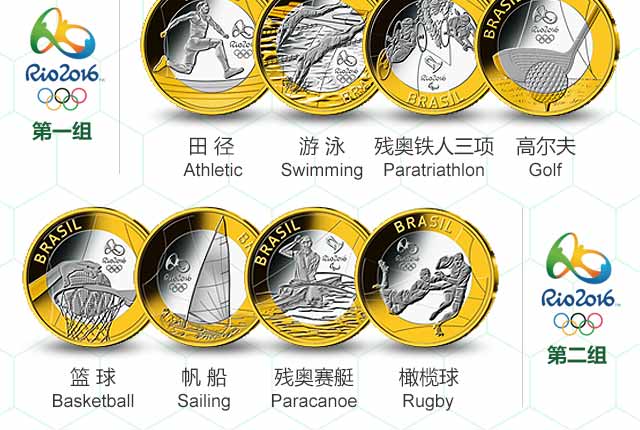 Rio2016
第一组
BRASIL
田 径
Athletic
游 泳
Swimming
残奥铁人三项
Paratriathlon
高尔夫
Golf
BRASIL
BRASIL
BRASIL
Rio2016
Rio2016
第二组
篮 球
Basketball
帆 船
Sailing
残奥赛艇
Paracanoe
橄榄球
Rugby